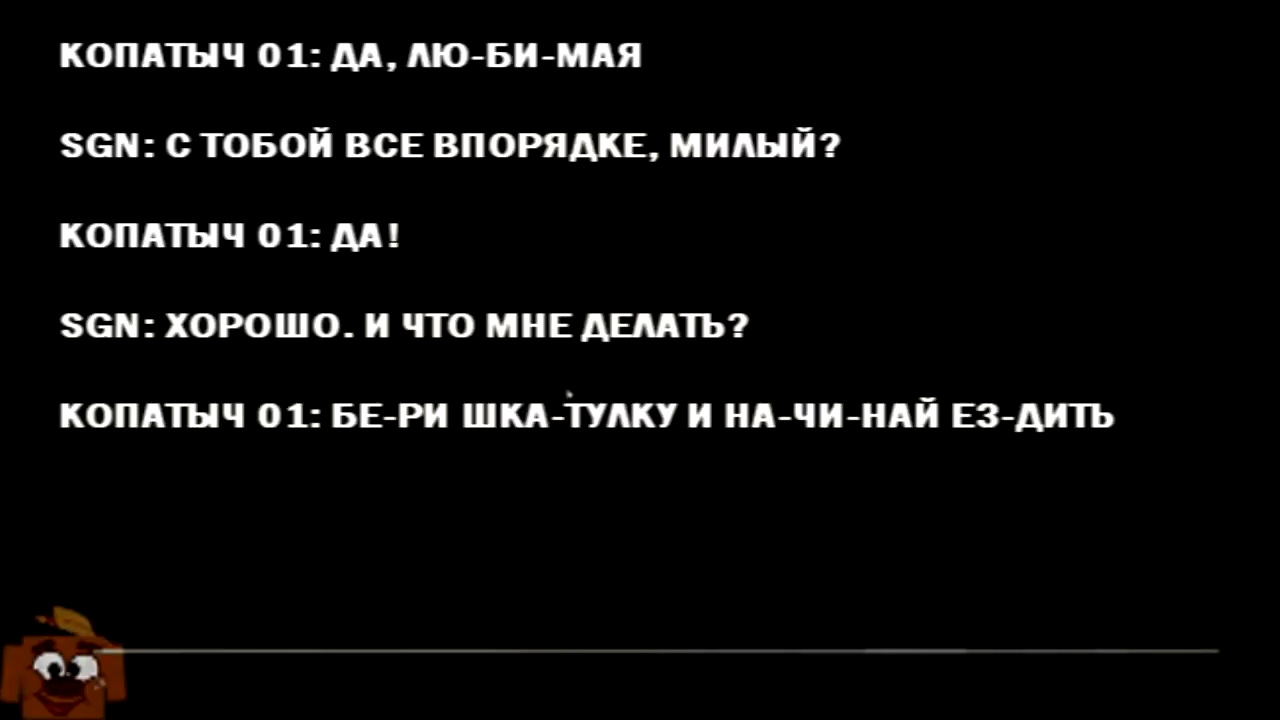 КОПАТЫЧ 01: ДА, ЛЮ-БИ-МАЯ
SGN: С ТОБОЙ ВСЕ ВПОРЯДКЕ, МИЛЫЙ?
КОПАТЫЧ 01: ДА!
SGN: ХОРОШО. И ЧТО МНЕ ДЕЛАТЬ?
КОПАТЫЧ 01: БЕ-РИ ШКА-ТУЛКУ И НА-ЧИ-НАЙ ЕЗ-ДИТЬ